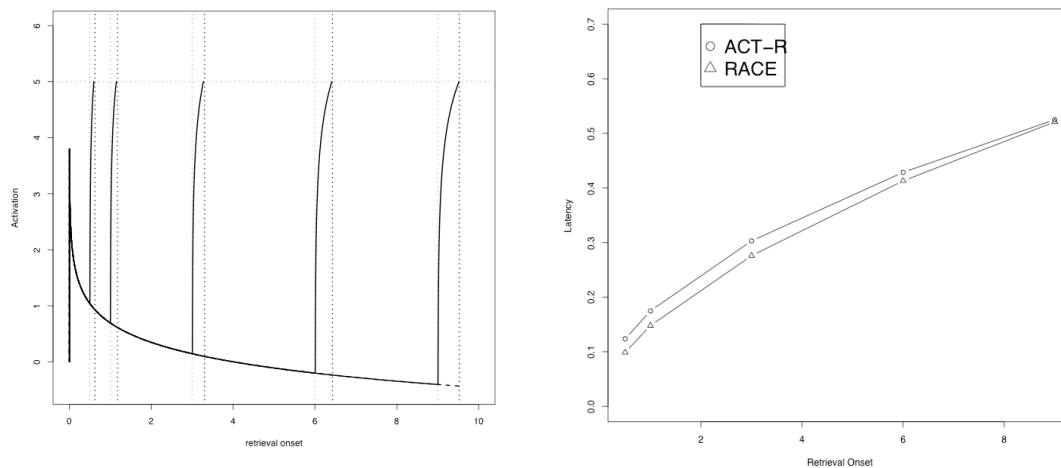 6
5
4
3
2
1
0
Activation
0 2 4 6 8 10
retrieval onset
0.7
0.6
0.5
0.4
0.3
0.2
0.1
0.0
Latency
ACT-R
RACE
2 4 6 8
Retrieval Onset